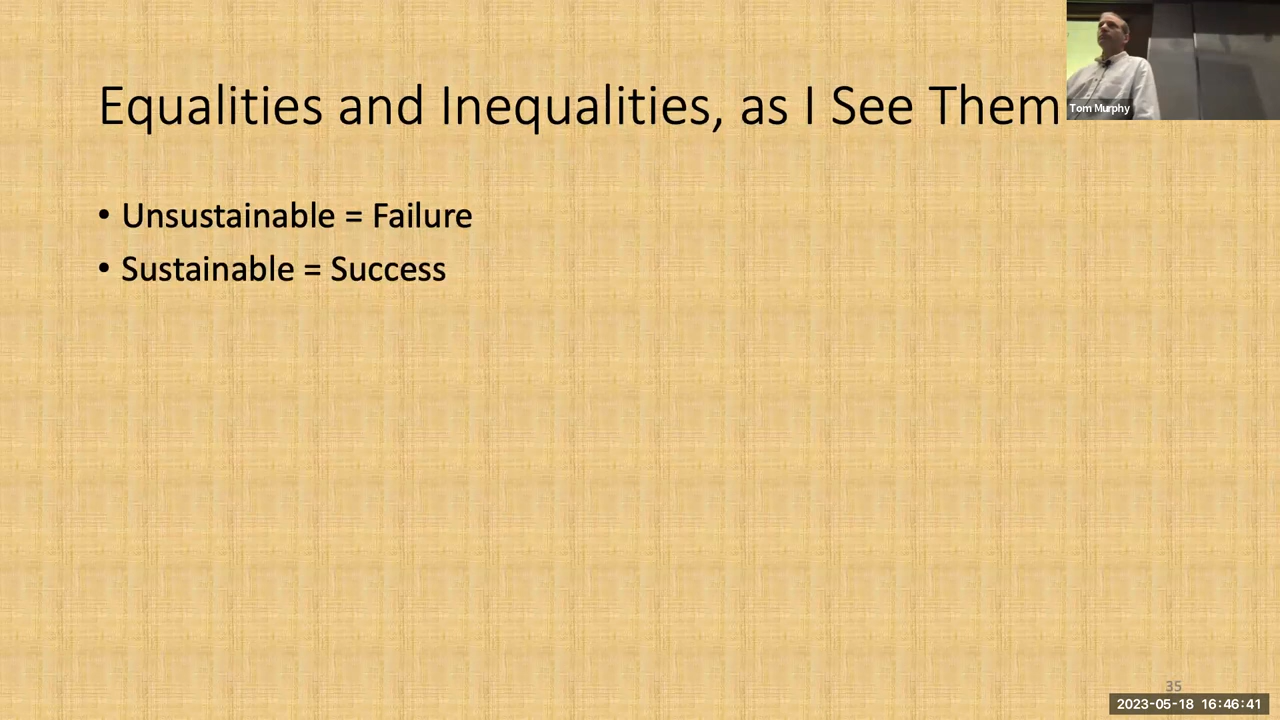 Equalities and Inequalities, as I See Them
Tom Murphy
• Unsustainable = Failure
• Sustainable = Success
35
2023-05-18 16:46:41